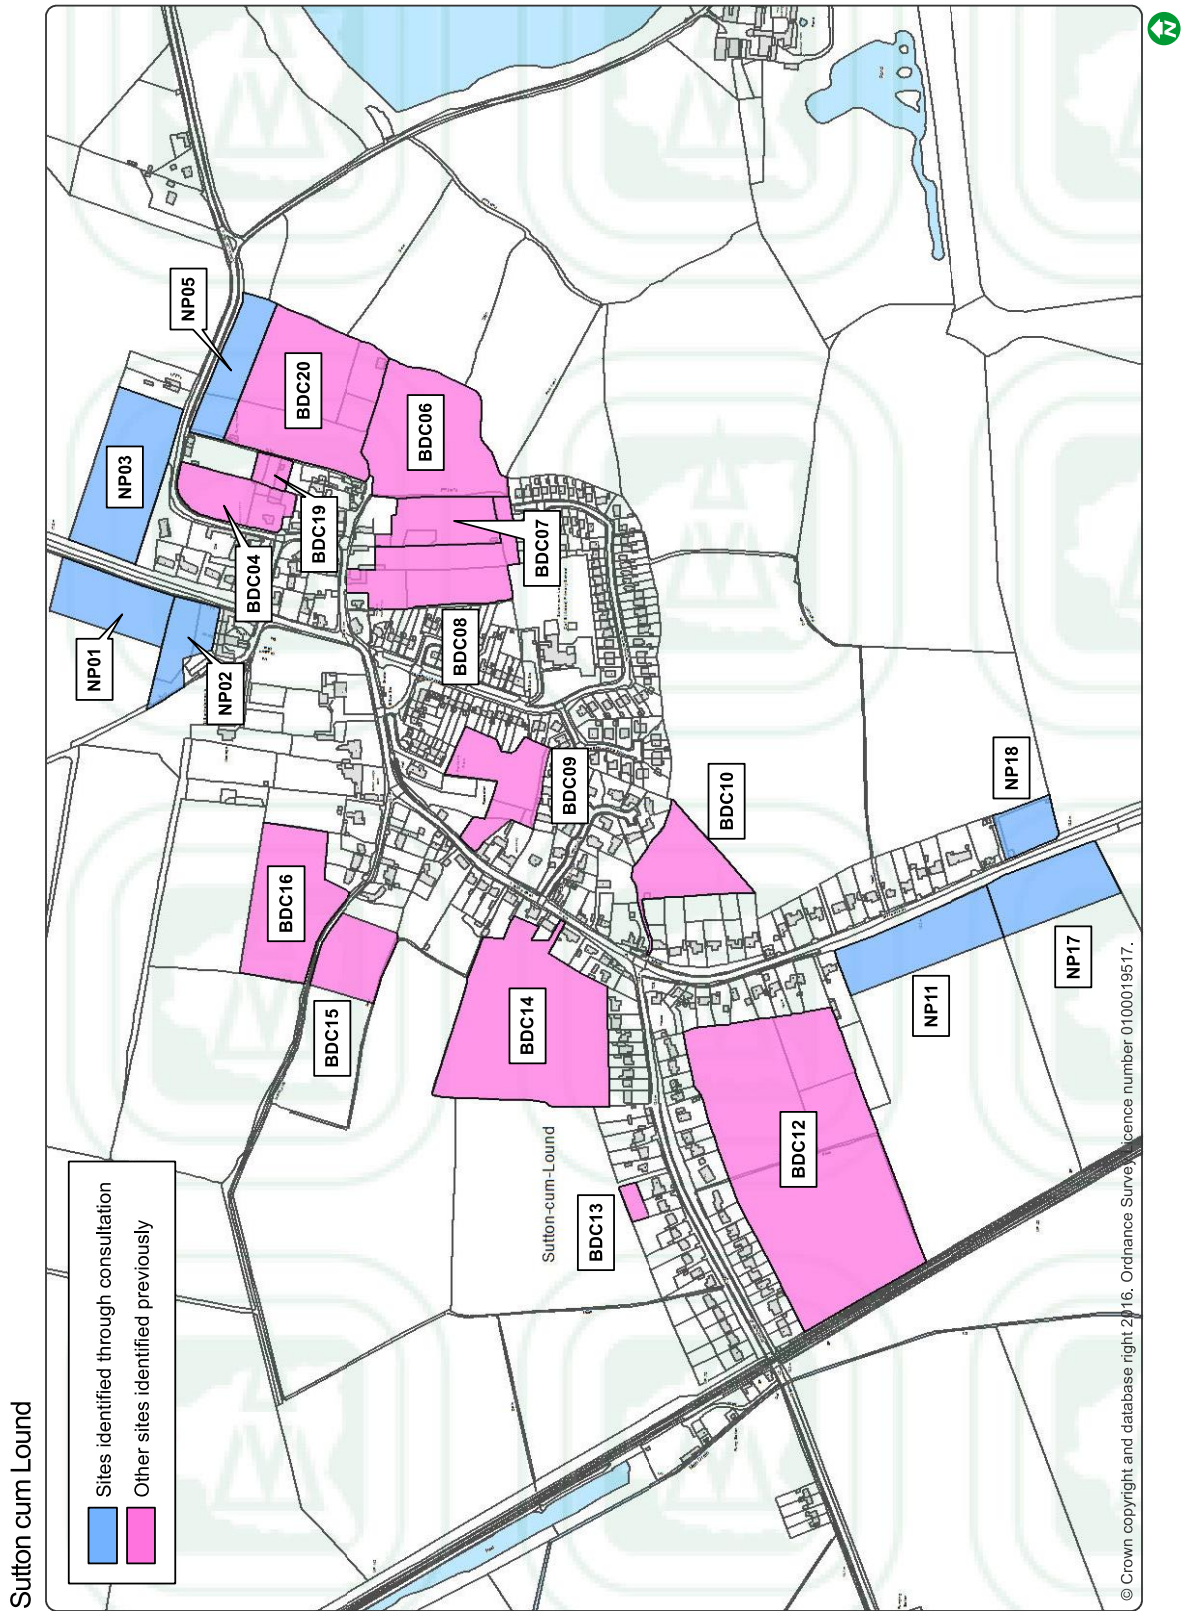 Sutton cum Lound
Sites identified through consultation
Other sites identified previously
NP01
NP02
NP03
NP05
BDC04
BDC19
BDC20
BDC06
BDC07
BDC08
BDC09
BDC10
BDC16
BDC15
BDC14
BDC13
BDC12
Sutton-cum-Lound
NP11
NP17
NP18
© Crown copyright and database right 2016. Ordnance Survey Licence number 0100019517.
N